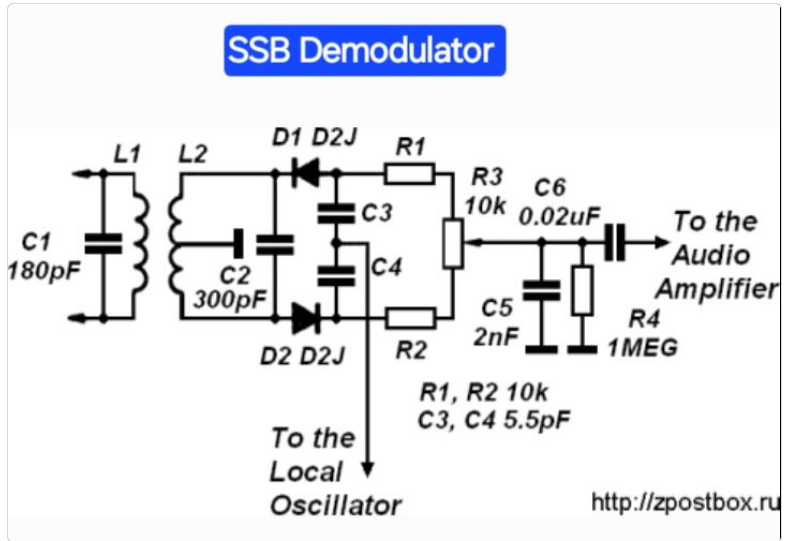 SSB Demodulator
D1 D2J
L1
L2
R1
R3
10k
C6
0.02uF
To the
Audio
Amplifier
C1
180pF
C2
300pF
C3
C4
C5
2nF
R4
1MEG
D2 D2J
R2
R1, R2 10k
C3, C4 5.5pF
To the
Local
Oscillator
http://zpostbox.ru